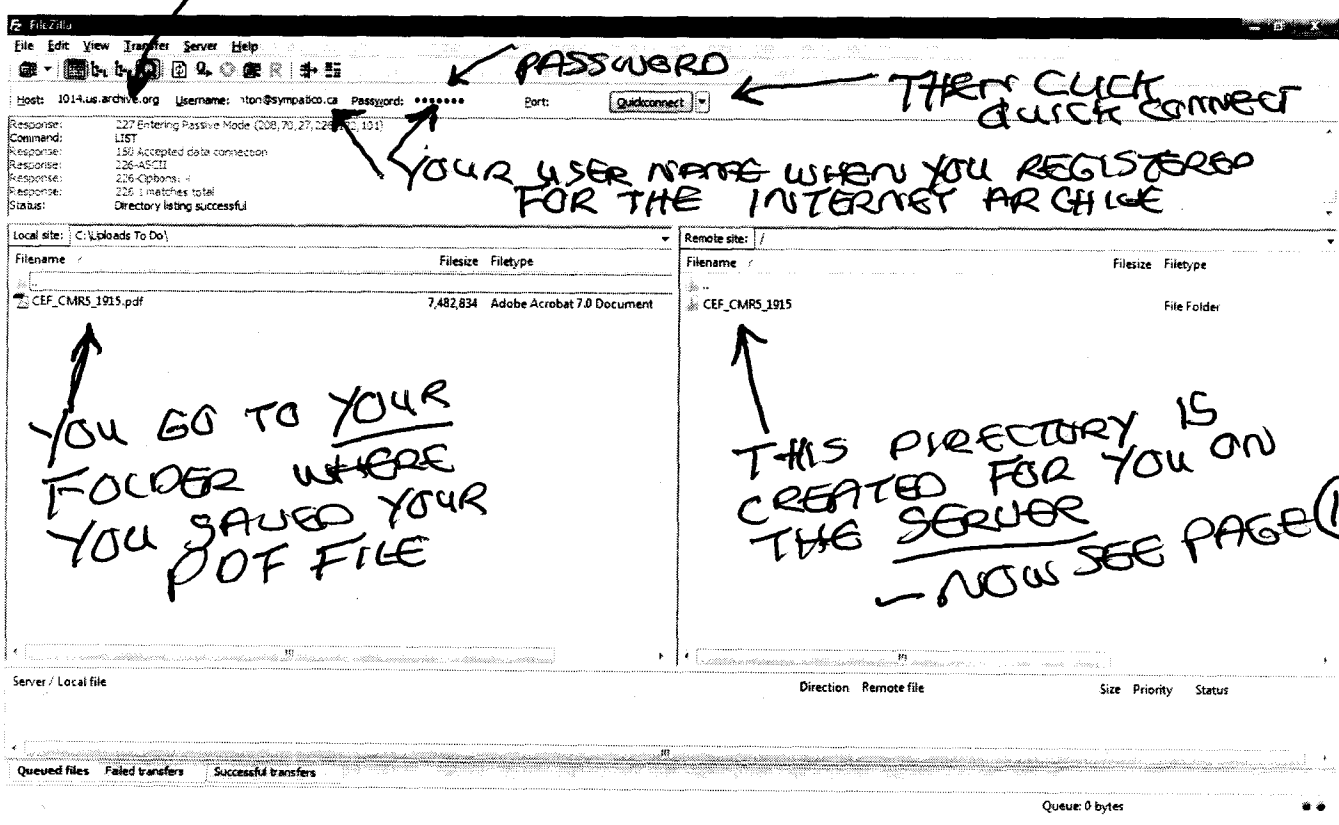 FileZilla
File Edit View Transfer Server Help
PASSWORD
THEN CLICK
QUICK CONNECT
Host: 1014.us.archive.org Username: nton@sympatico.ca Password: ••••••• Port: Quickconnect
Response: 227 Entering Passive Mode
Command: LIST
Response: 150 Accepted data connection
Response: 226-ASCII
Response: 226-Options:
Response: 226 1 matches total
Status: Directory listing successful
YOUR USER NAME WHEN YOU REGISTERED
FOR THE INTERNET ARCHIVE
Local site: C:\Uploads To Do\
Filename Filesize Filetype
..
CEF_CMR5_1915.pdf 7,482,834 Adobe Acrobat 7.0 Document
YOU GO TO YOUR
FOLDER WHERE
YOU SAVED YOUR
PDF FILE
Remote site: /
Filename Filesize Filetype
..
CEF_CMR5_1915 File Folder
THIS DIRECTORY IS
CREATED FOR YOU ON
THE SERVER
- NOW SEE PAGE
Server / Local file Direction Remote file Size Priority Status
Queued files Failed transfers Successful transfers
Queue: 0 bytes